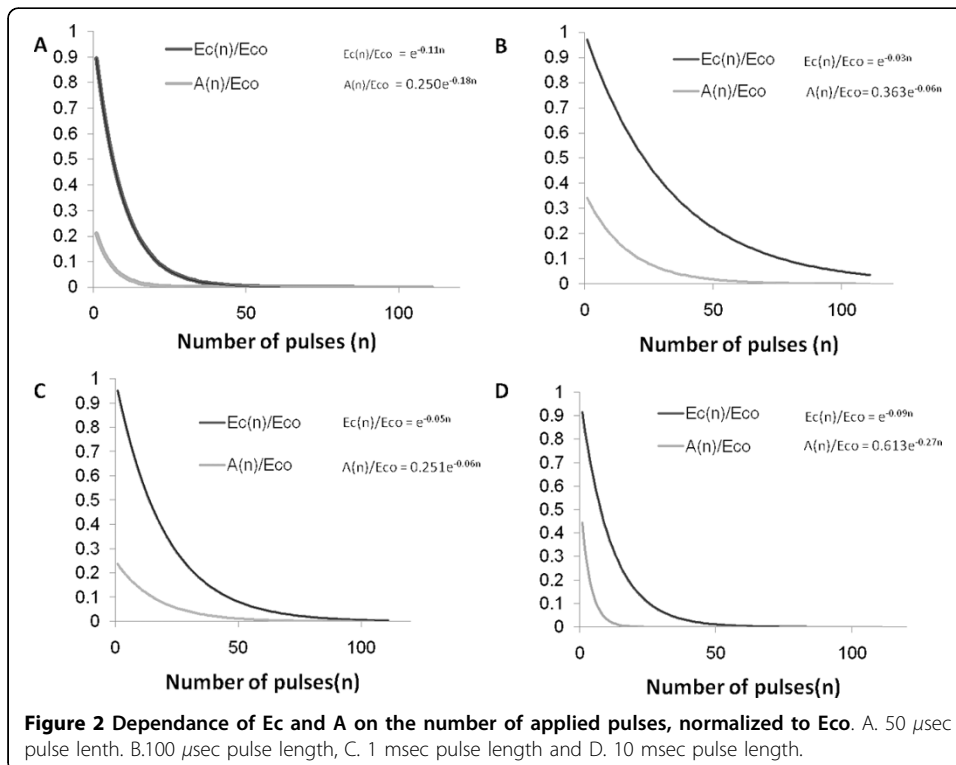 A
1
0.9
0.8
0.7
0.6
0.5
0.4
0.3
0.2
0.1
0
Ec(n)/Eco
Ec(n)/Eco = e^-0.11n
A(n)/Eco
A(n)/Eco = 0.250e^-0.18n
0 50 100
Number of pulses (n)
B
1
0.9
0.8
0.7
0.6
0.5
0.4
0.3
0.2
0.1
0
Ec(n)/Eco
Ec(n)/Eco = e^-0.03n
A(n)/Eco
A(n)/Eco= 0.363e^-0.06n
0 50 100
Number of pulses (n)
C
1
0.9
0.8
0.7
0.6
0.5
0.4
0.3
0.2
0.1
0
Ec(n)/Eco
Ec(n)/Eco = e^-0.05n
A(n)/Eco
A(n)/Eco = 0.251e^-0.06n
0 50 100
Number of pulses(n)
D
1
0.9
0.8
0.7
0.6
0.5
0.4
0.3
0.2
0.1
0
Ec(n)/Eco
Ec(n)/Eco = e^-0.09n
A(n)/Eco
A(n)/Eco = 0.613e^-0.27n
0 50 100
Number of pulses(n)
Figure 2 Dependance of Ec and A on the number of applied pulses, normalized to Eco. A. 50 μsec
pulse lenth. B.100 μsec pulse length, C. 1 msec pulse length and D. 10 msec pulse length.